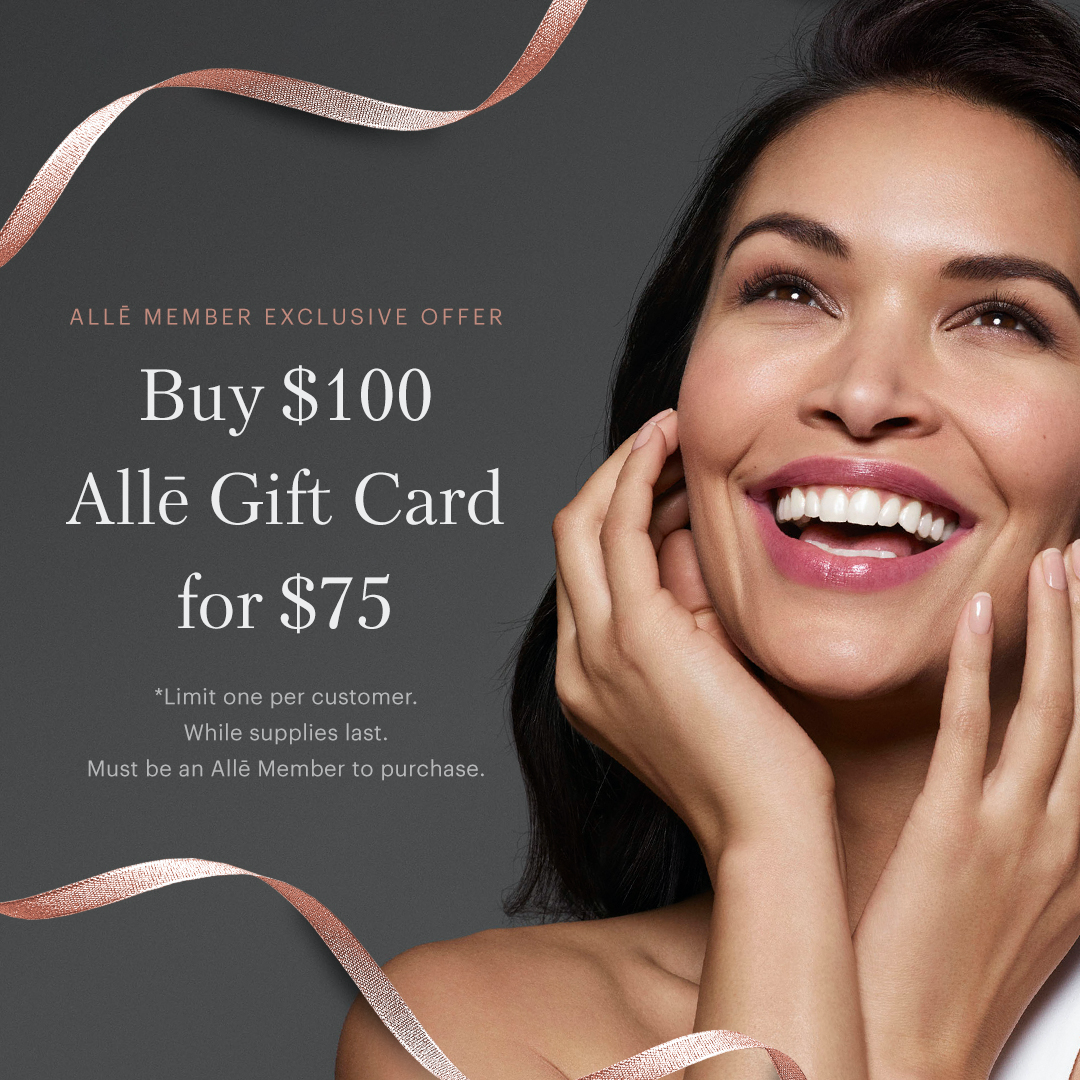 ALLĒ MEMBER EXCLUSIVE OFFER
Buy $100
Allē Gift Card
for $75
*Limit one per customer.
While supplies last.
Must be an Allē Member to purchase.